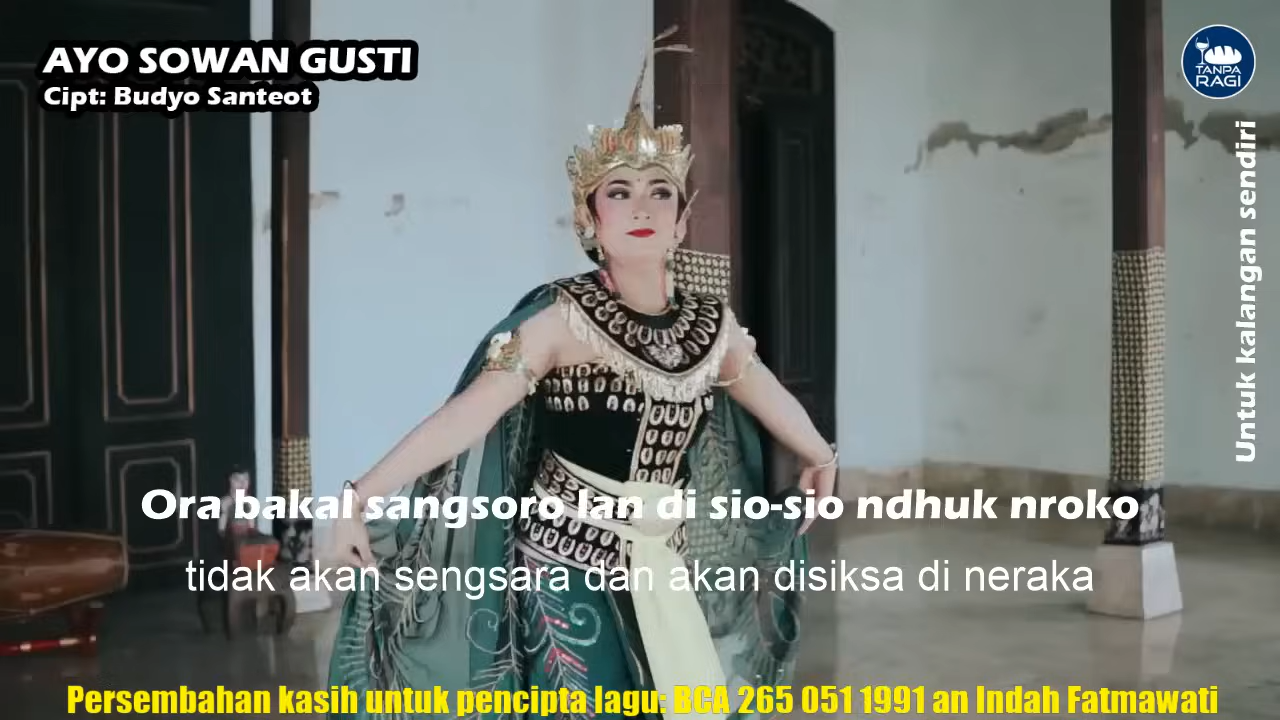 AYO SOWAN GUSTI
Cipt: Budyo Santeot
TANPA
RAGI
Untuk kalangan sendiri
Ora bakal sangsoro lan di sio-sio ndhuk nroko
tidak akan sengsara dan akan disiksa di neraka
Persembahan kasih untuk pencipta lagu: BCA 265 051 1991 an Indah Fatmawati